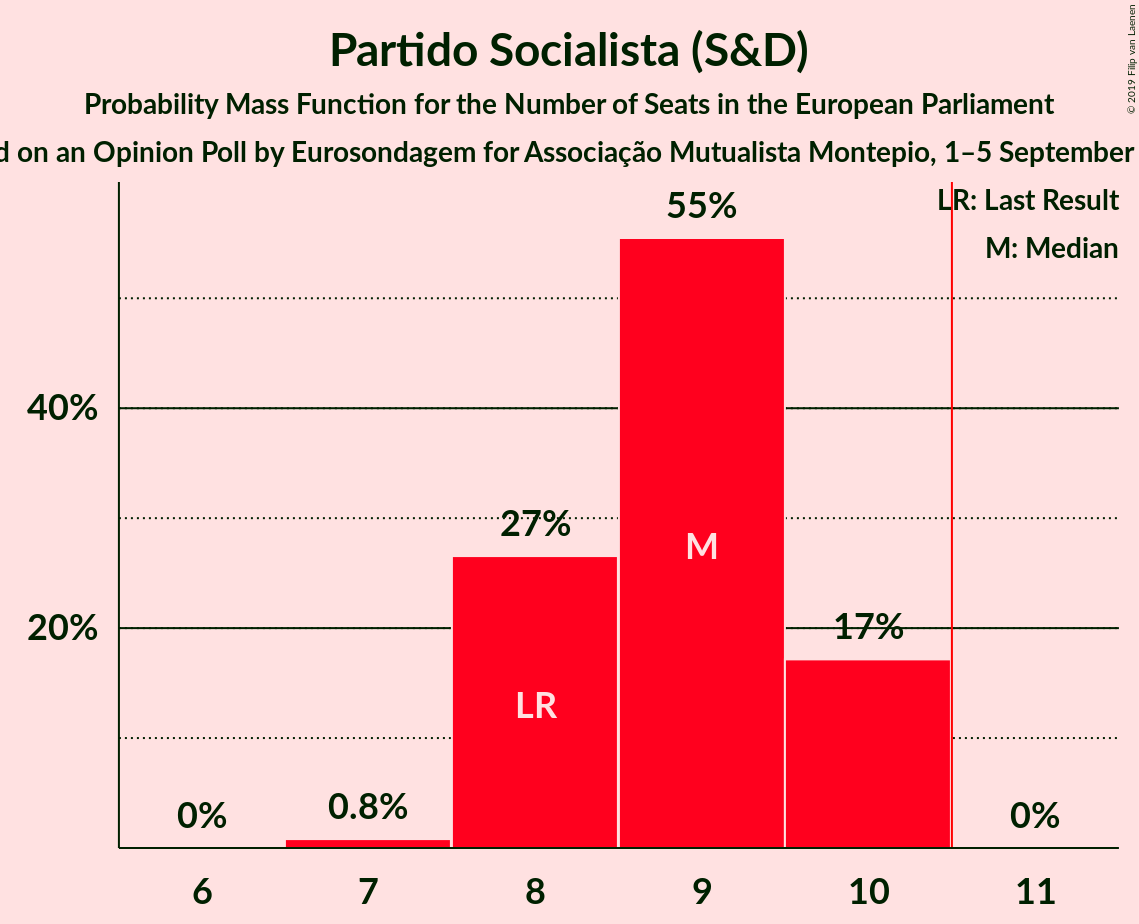 Partido Socialista (S&D)
Probability Mass Function for the Number of Seats in the European Parliament
d on an Opinion Poll by Eurosondagem for Associação Mutualista Montepio, 1–5 September
© 2019 Filip van Laenen
LR: Last Result
M: Median
55%
40%
27%
M
20%
17%
LR
0%
0.8%
0%
6 7 8 9 10 11